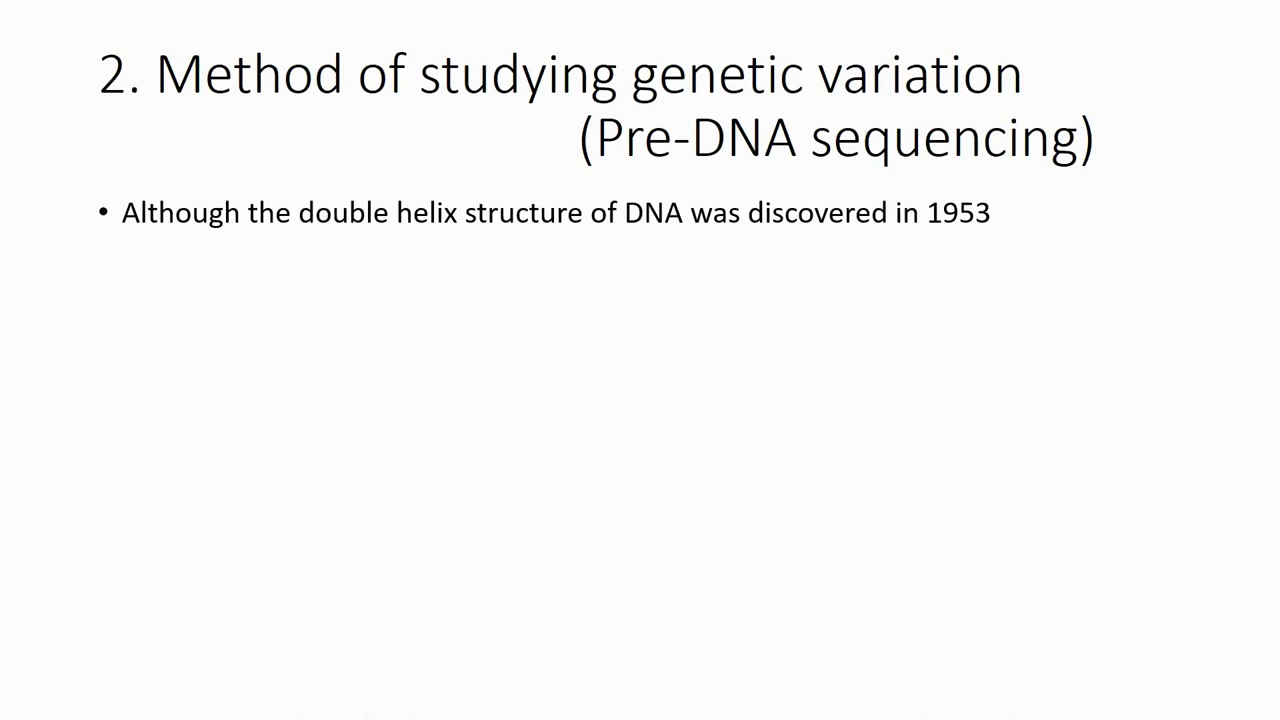 2. Method of studying genetic variation
(Pre-DNA sequencing)
• Although the double helix structure of DNA was discovered in 1953